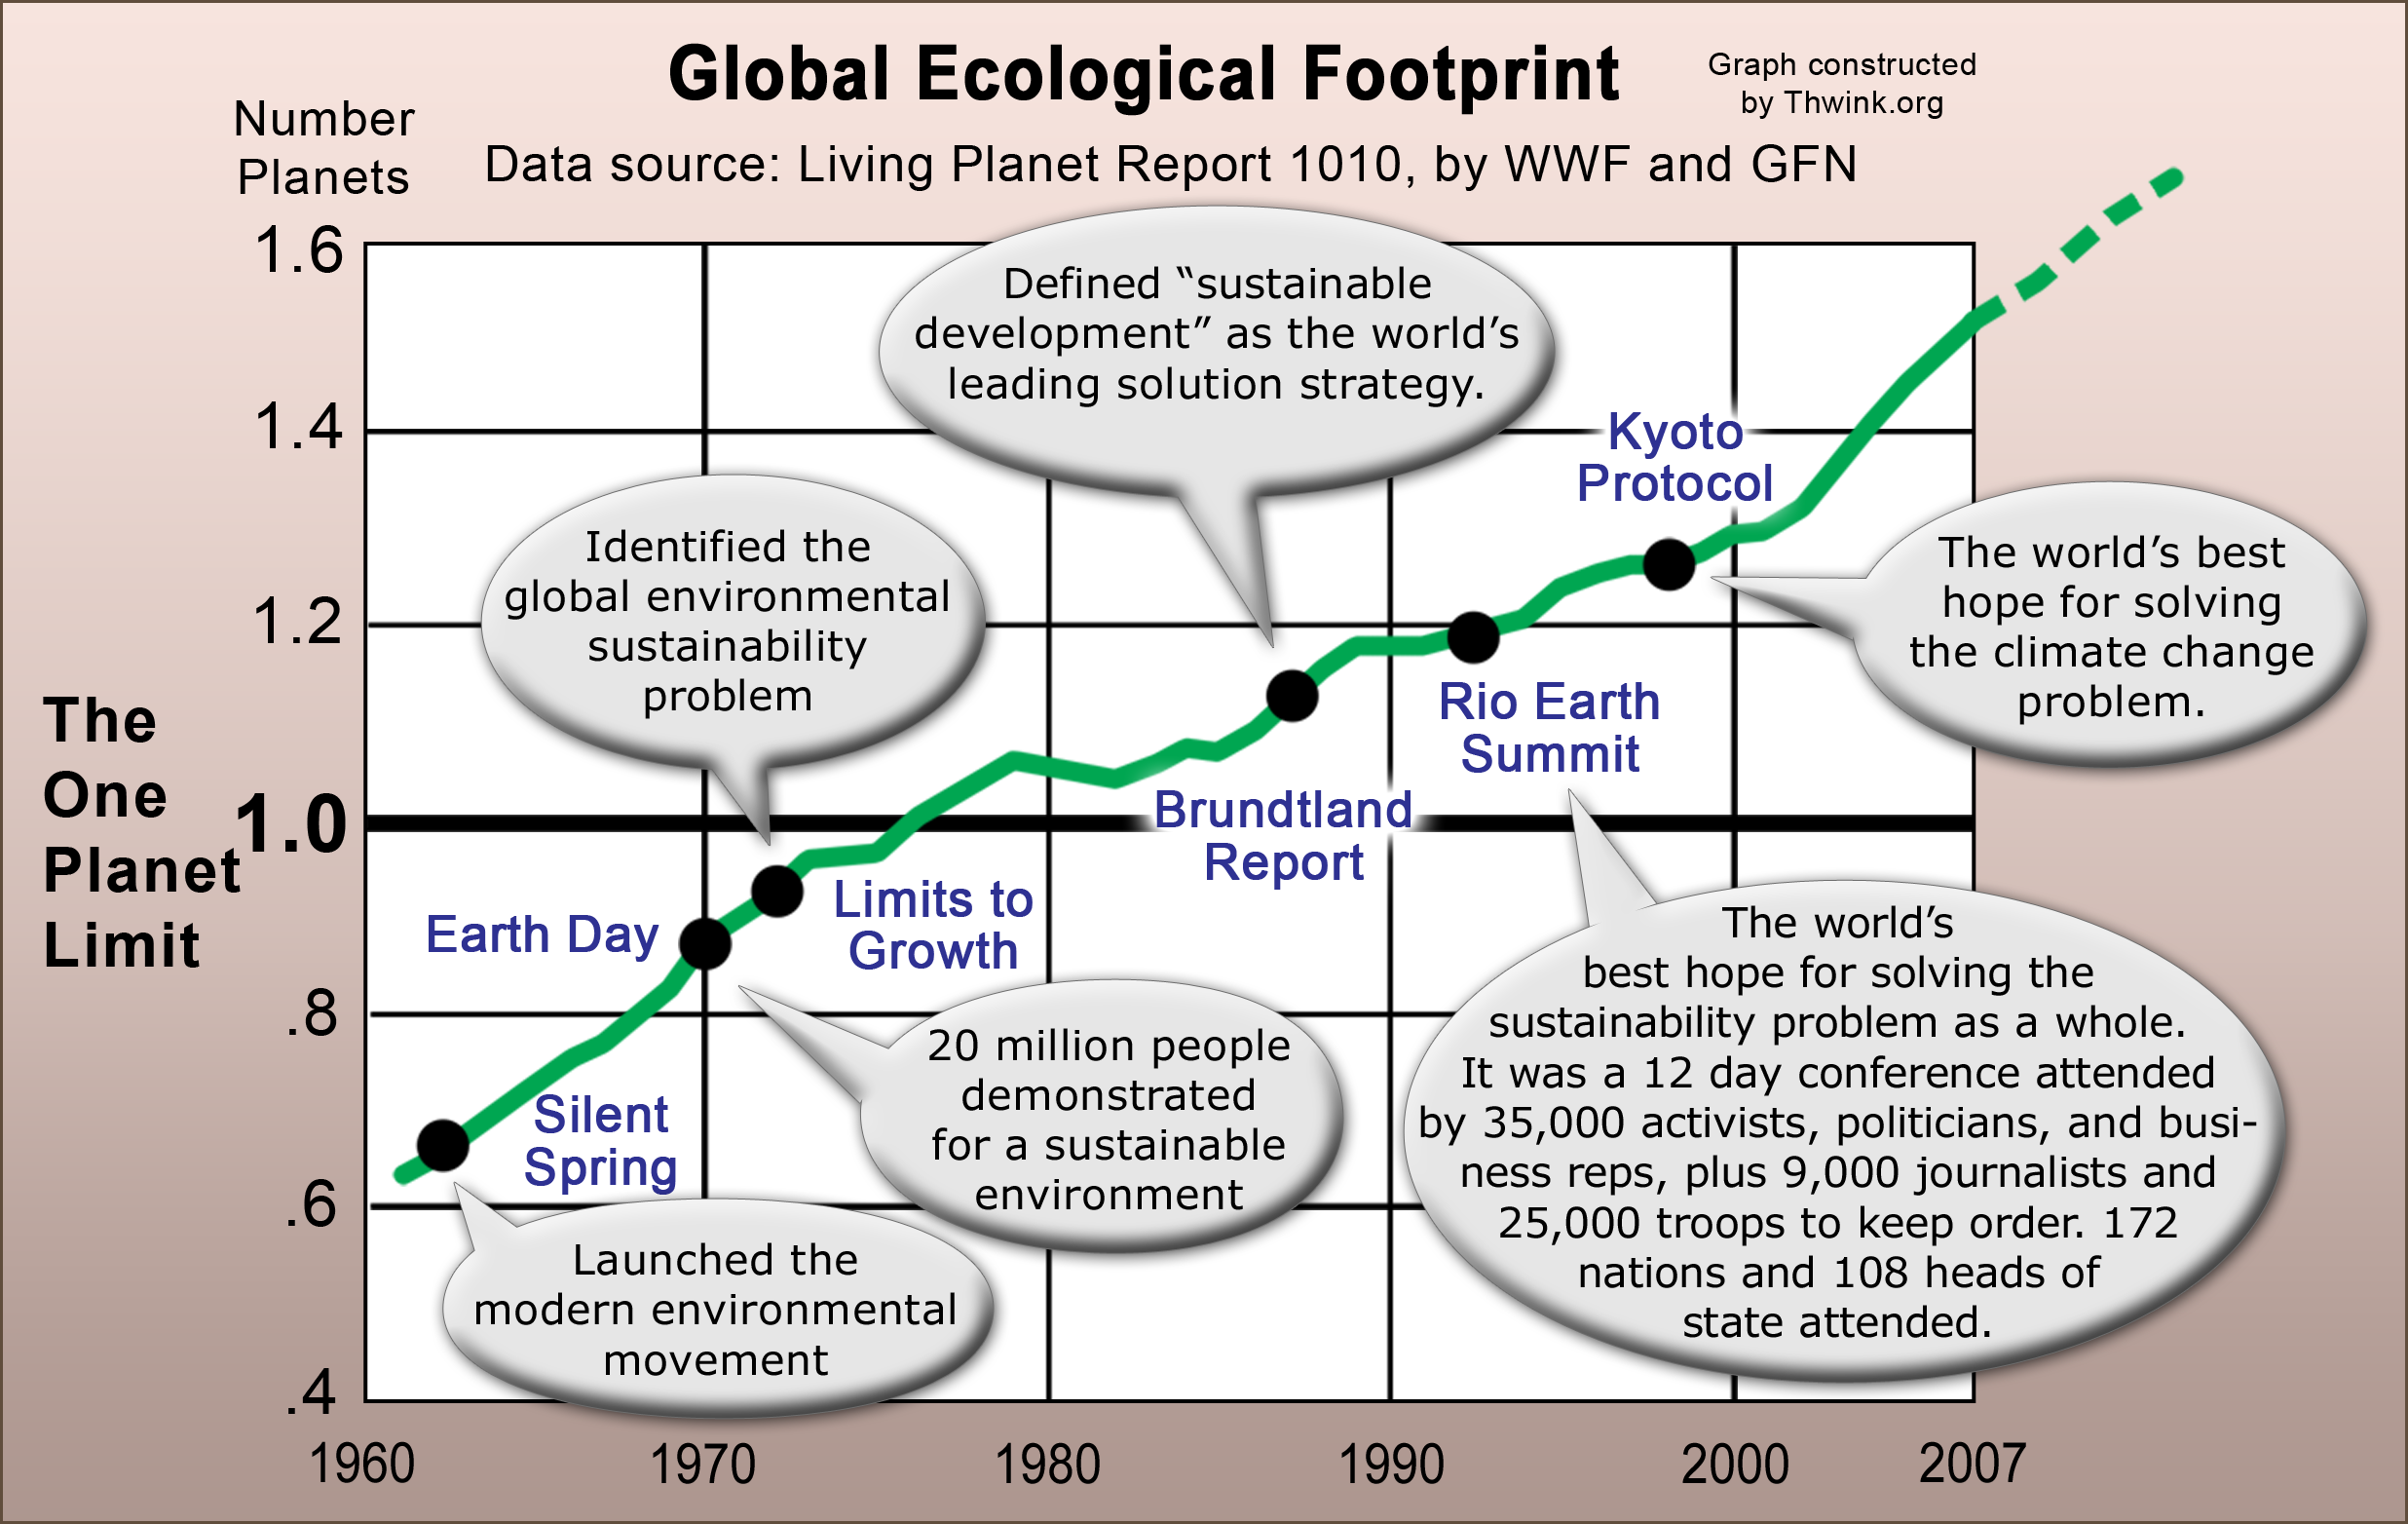 Global Ecological Footprint
Graph constructed
by Thwink.org
Data source: Living Planet Report 1010, by WWF and GFN
Number
Planets
1.6
1.4
1.2
1.0
.8
.6
.4
The
One
Planet
Limit
Defined “sustainable
development” as the world’s
leading solution strategy.
Kyoto
Protocol
Identified the
global environmental
sustainability
problem
The world’s best
hope for solving
the climate change
problem.
Rio Earth
Summit
Brundtland
Report
Earth Day
Limits to
Growth
20 million people
demonstrated
for a sustainable
environment
The world’s
best hope for solving the
sustainability problem as a whole.
It was a 12 day conference attended
by 35,000 activists, politicians, and busi-
ness reps, plus 9,000 journalists and
25,000 troops to keep order. 172
nations and 108 heads of
state attended.
Silent
Spring
Launched the
modern environmental
movement
1960
1970
1980
1990
2000
2007